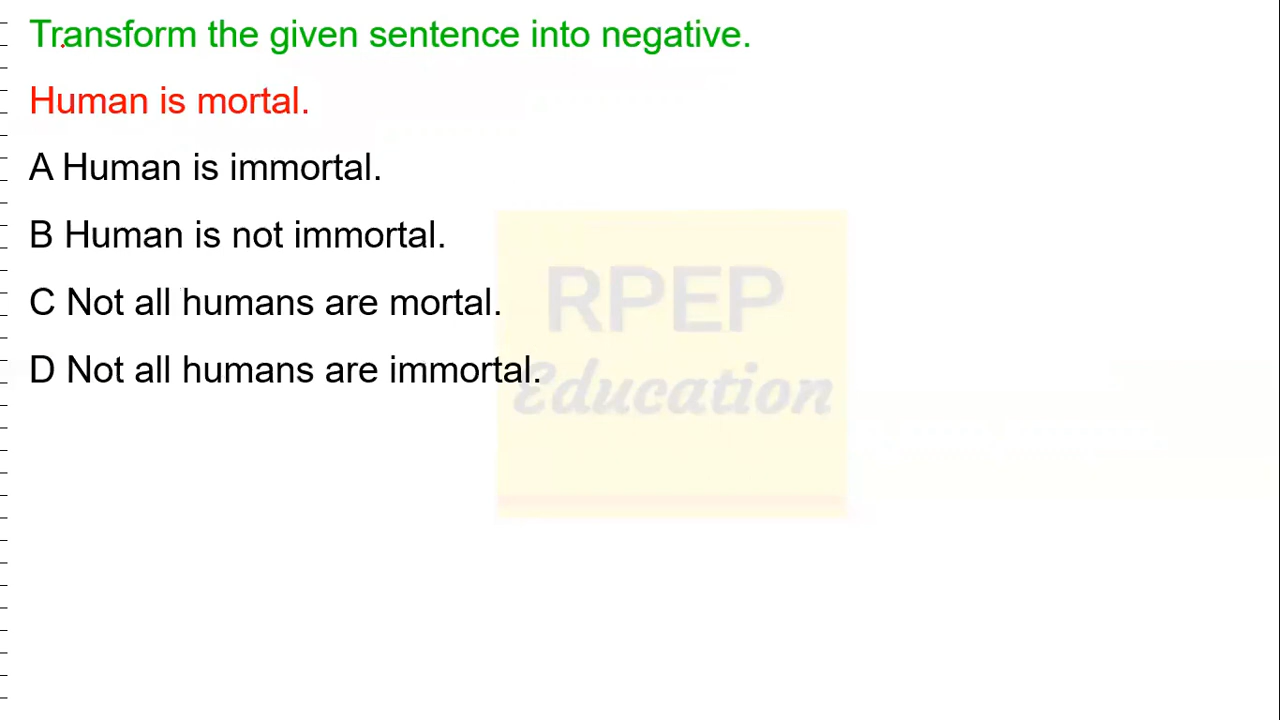 Transform the given sentence into negative.
Human is mortal.
A Human is immortal.
B Human is not immortal.
C Not all humans are mortal.
D Not all humans are immortal.
RPEP
Education